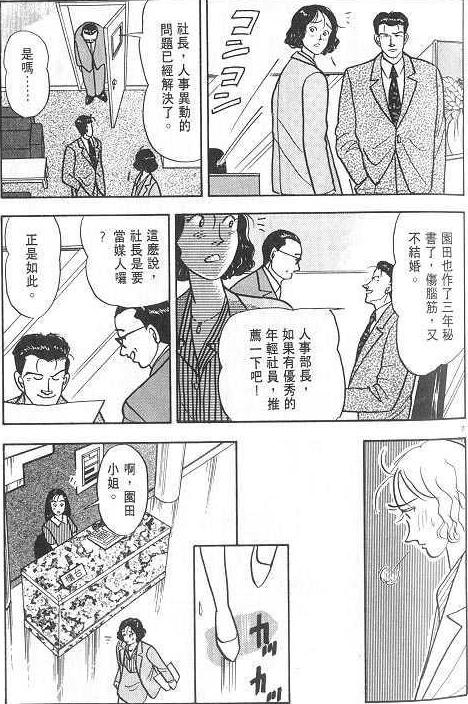 コンコン
社長，人事異動的
問題已經解決了。
是嗎……
園田也作了三年秘
書了，傷腦筋，又
不結婚。
人事部長，
如果有優秀的
年輕社員，推
薦一下吧！
這麼說，
社長是要
當媒人囉
？
正是如此。
7
啊，園田
小姐。
カッカッ